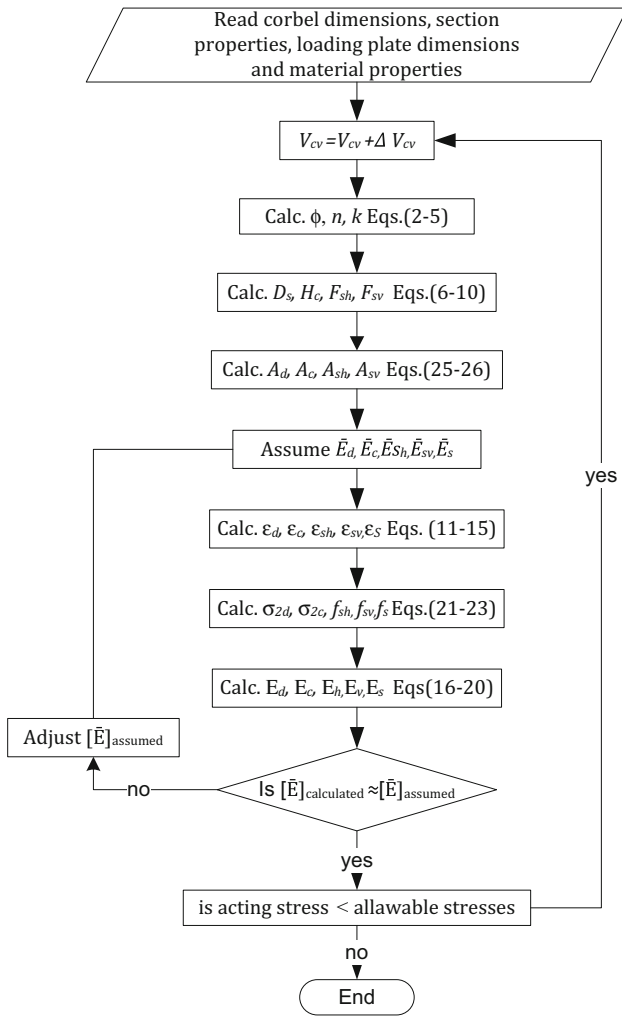 Read corbel dimensions, section
properties, loading plate dimensions
and material properties
V_cv=V_cv+Δ V_cv
Calc. ϕ, n, k Eqs.(2-5)
Calc. D_s, H_c, F_sh, F_sv Eqs.(6-10)
Calc. A_d, A_c, A_sh, A_sv Eqs.(25-26)
Assume Ē_d, Ē_c,Ēs_h,Ē_sv,Ē_s
yes
Calc. ε_d, ε_c, ε_sh, ε_sv,ε_S Eqs. (11-15)
Calc. σ_2d, σ_2c, f_sh,f_sv,f_s Eqs.(21-23)
Calc. E_d, E_c, E_h,E_v,E_s Eqs(16-20)
Adjust [Ē]assumed
no
Is [Ē]calculated ≈[Ē]assumed
yes
is acting stress < allawable stresses
no
End